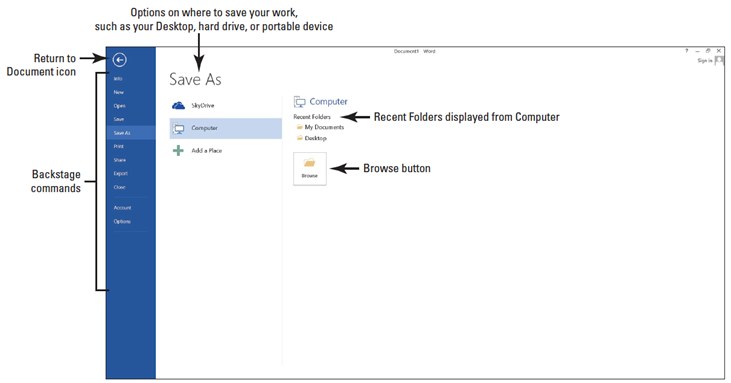 Options on where to save your work,
such as your Desktop, hard drive, or portable device
Return to
Document icon
Document1 - Word
Sign in
Info
New
Open
Save
Save As
Print
Share
Export
Close
Account
Options
Backstage
commands
Save As
SkyDrive
Computer
Add a Place
Computer
Recent Folders
My Documents
Desktop
Browse
Recent Folders displayed from Computer
Browse button